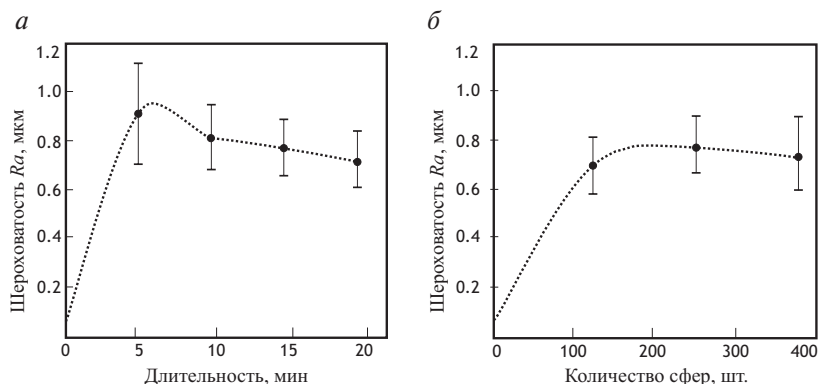 а
1.2
1.0
0.8
0.6
0.4
0.2
0 5 10 15 20
Шероховатость Ra, мкм
Длительность, мин
б
1.2
1.0
0.8
0.6
0.4
0.2
0 100 200 300 400
Шероховатость Ra, мкм
Количество сфер, шт.